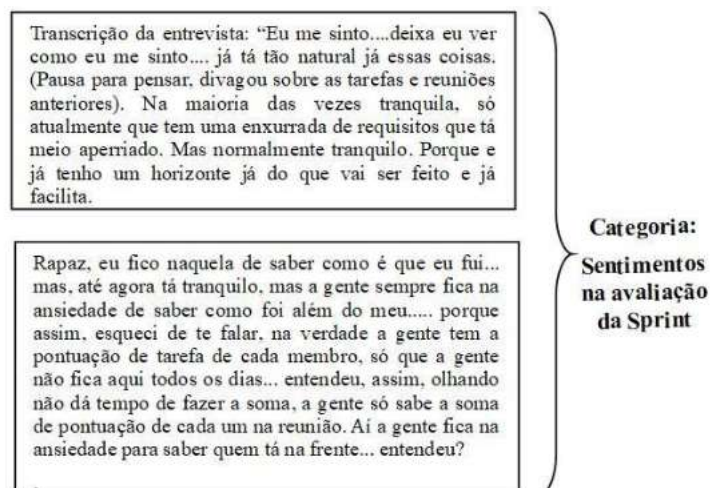 Transcrição da entrevista: “Eu me sinto....deixa eu ver
como eu me sinto.... já tá tão natural já essas coisas.
(Pausa para pensar, divagou sobre as tarefas e reuniões
anteriores). Na maioria das vezes tranquila, só
atualmente que tem uma enxurrada de requisitos que tá
meio aperriado. Mas normalmente tranquilo. Porque e
já tenho um horizonte já do que vai ser feito e já
facilita.
Rapaz, eu fico naquela de saber como é que eu fui...
mas, até agora tá tranquilo, mas a gente sempre fica na
ansiedade de saber como foi além do meu..... porque
assim, esqueci de te falar, na verdade a gente tem a
pontuação de tarefa de cada membro, só que a gente
não fica aqui todos os dias... entendeu, assim, olhando
não dá tempo de fazer a soma, a gente só sabe a soma
de pontuação de cada um na reunião. Aí a gente fica na
ansiedade para saber quem tá na frente... entendeu?
Categoria:
Sentimentos
na avaliação
da Sprint